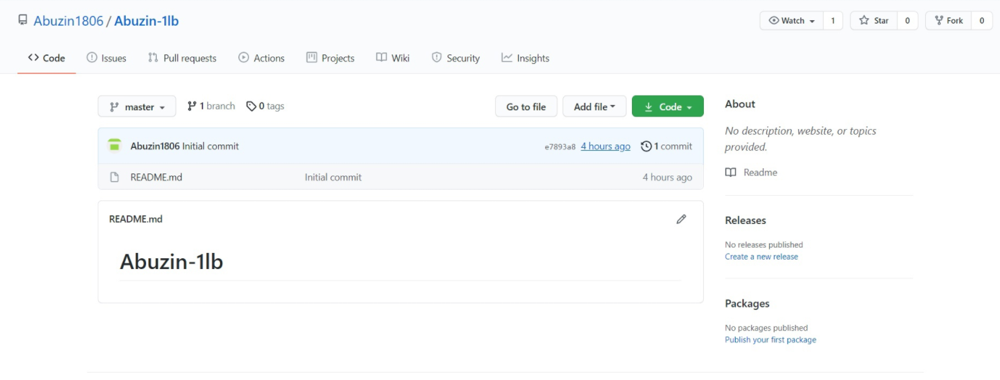 Abuzin1806 / Abuzin-1lb
Watch 1 Star 0 Fork 0
Code Issues Pull requests Actions Projects Wiki Security Insights
master 1 branch 0 tags Go to file Add file Code
Abuzin1806 Initial commit e7893a8 4 hours ago 1 commit
README.md Initial commit 4 hours ago
README.md
Abuzin-1lb
About
No description, website, or topics
provided.
Readme
Releases
No releases published
Create a new release
Packages
No packages published
Publish your first package